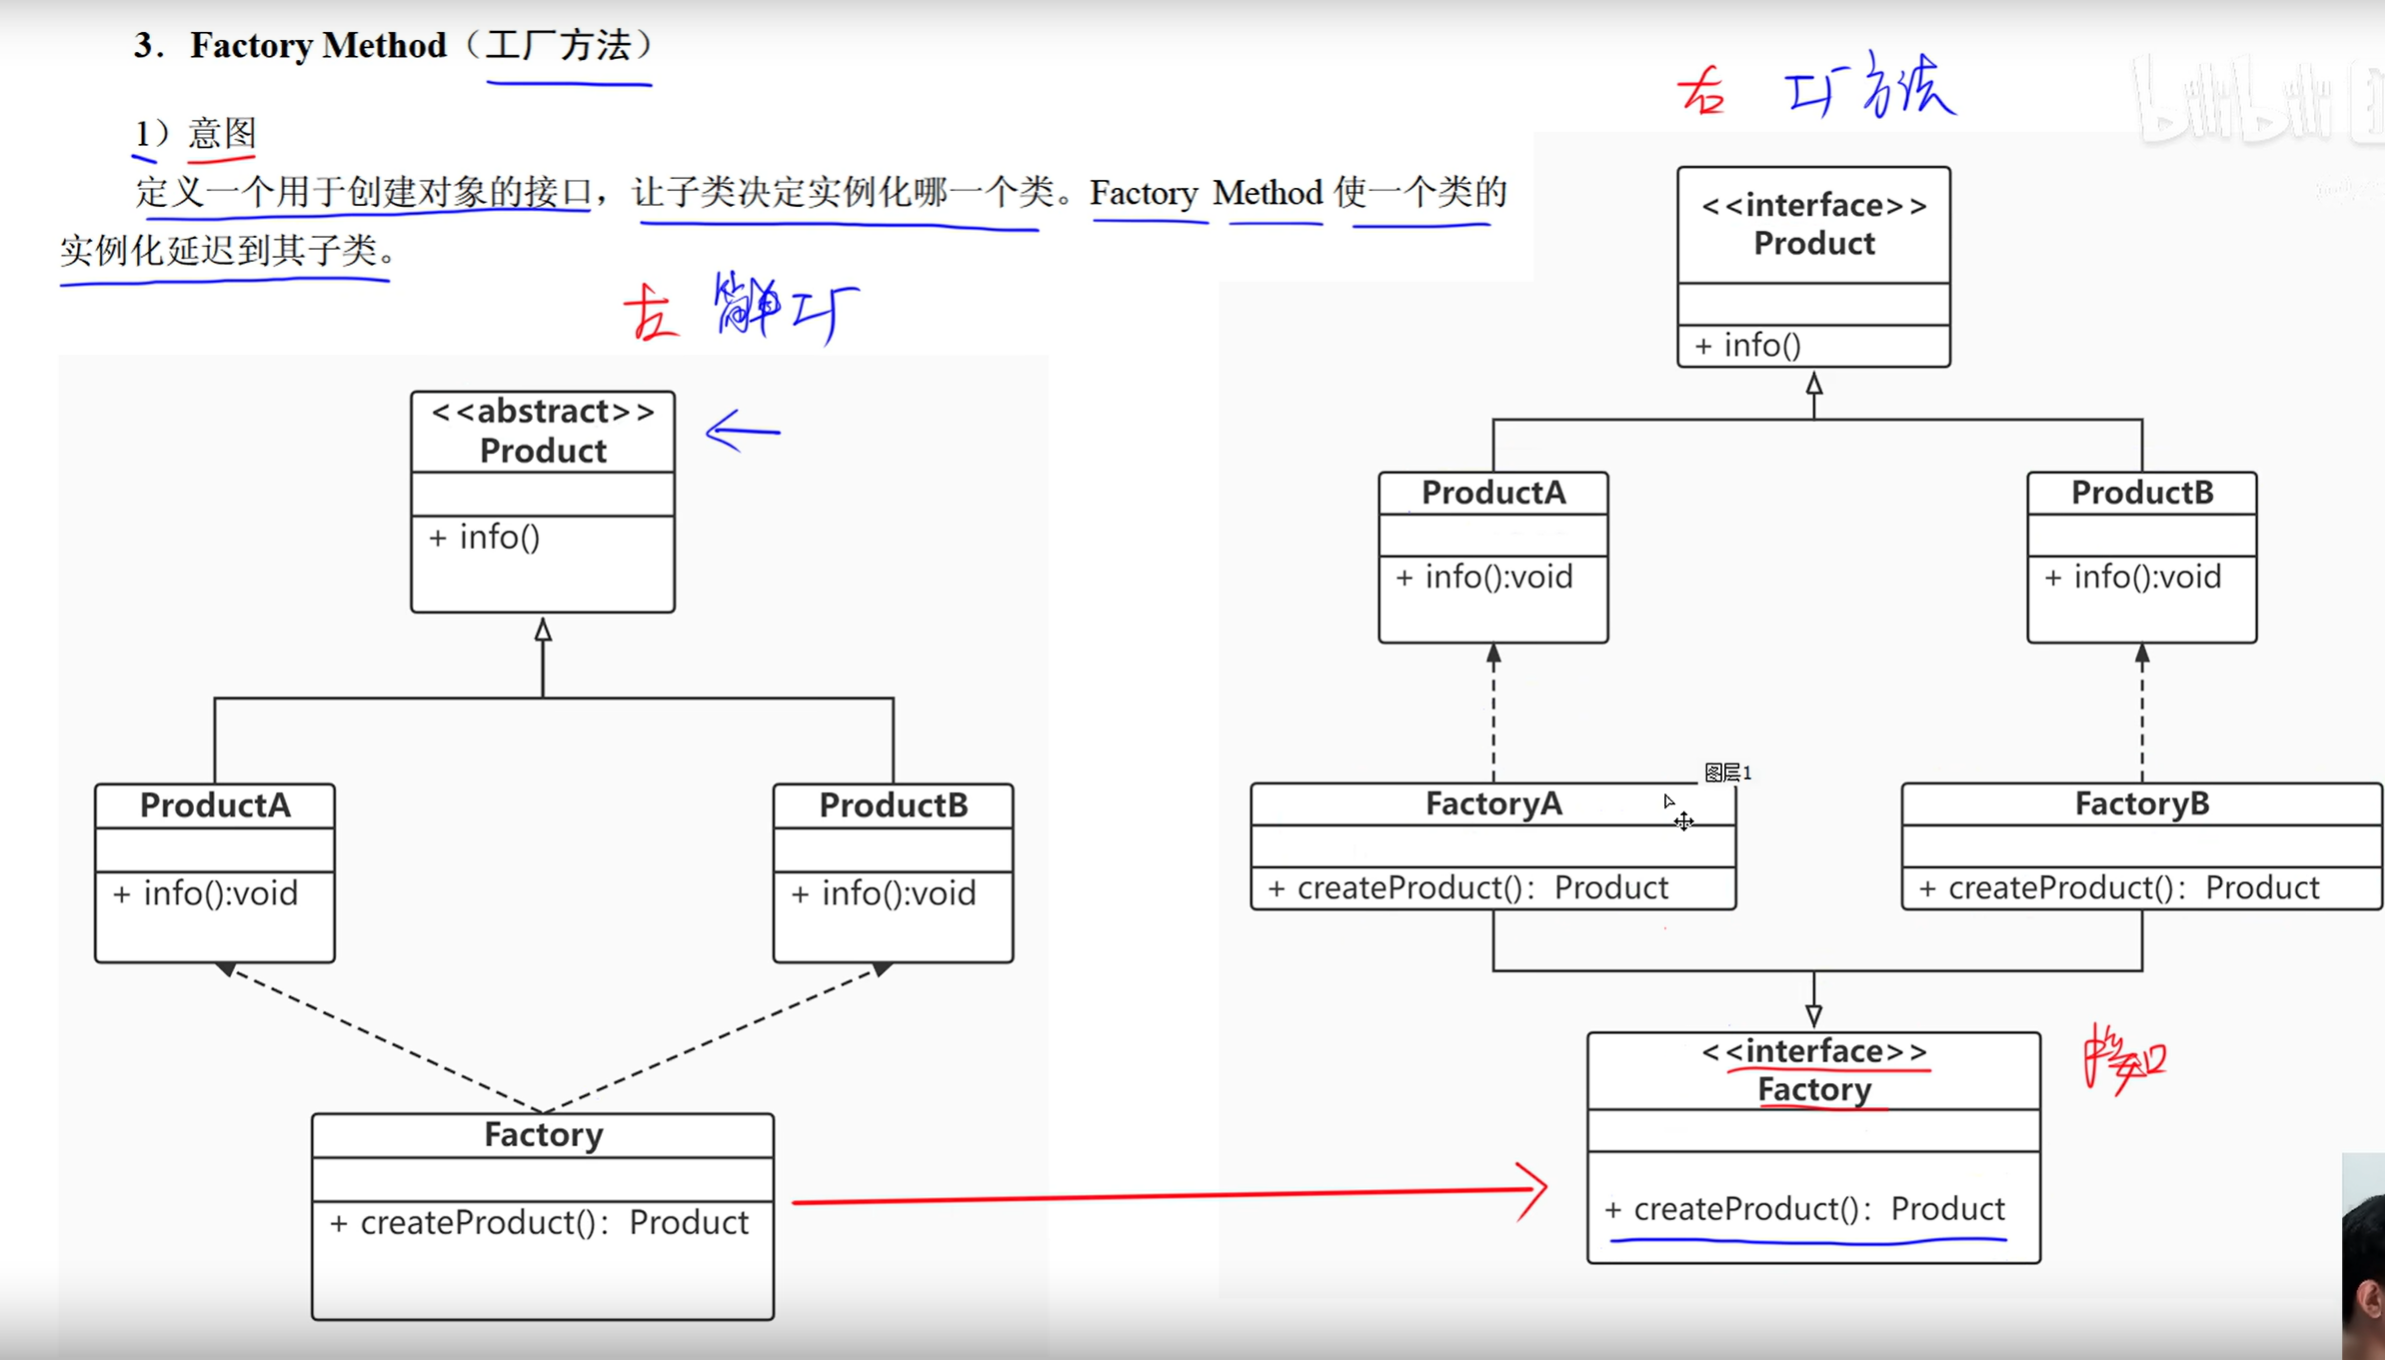 3. Factory Method（工厂方法）
1）意图
定义一个用于创建对象的接口，让子类决定实例化哪一个类。Factory Method 使一个类的
实例化延迟到其子类。
左 简单工厂
<<abstract>>
Product
+ info()
ProductA
+ info():void
ProductB
+ info():void
Factory
+ createProduct()：Product
右 工厂方法
bilibili
<<interface>>
Product
+ info()
ProductA
+ info():void
ProductB
+ info():void
图层1
FactoryA
+ createProduct()：Product
FactoryB
+ createProduct()：Product
<<interface>>
Factory
+ createProduct()：Product
接口